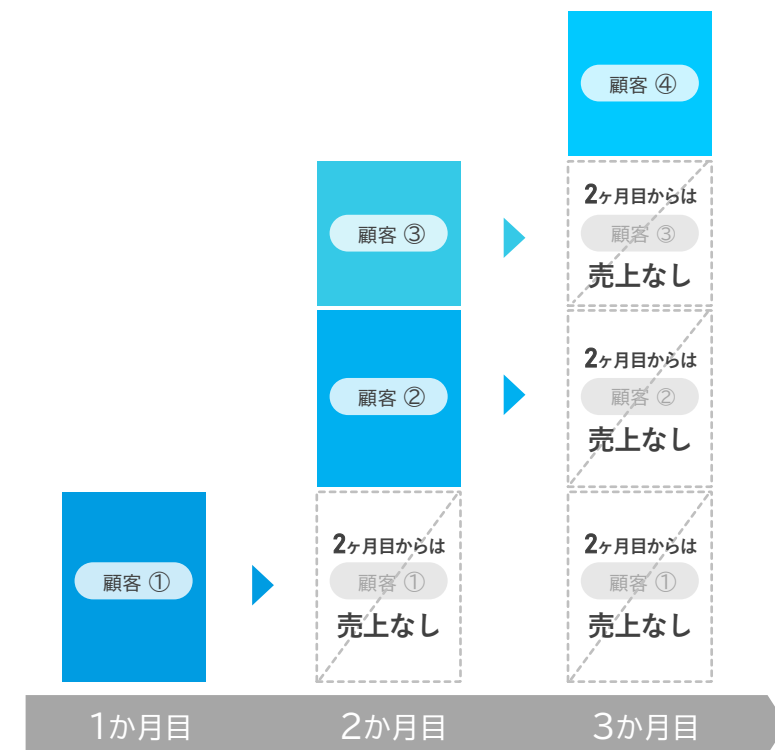 顧客 ④
2ヶ月目からは
顧客 ③
売上なし
顧客 ③
2ヶ月目からは
顧客 ②
売上なし
顧客 ②
2ヶ月目からは
顧客 ①
売上なし
2ヶ月目からは
顧客 ①
売上なし
顧客 ①
1か月目
2か月目
3か月目